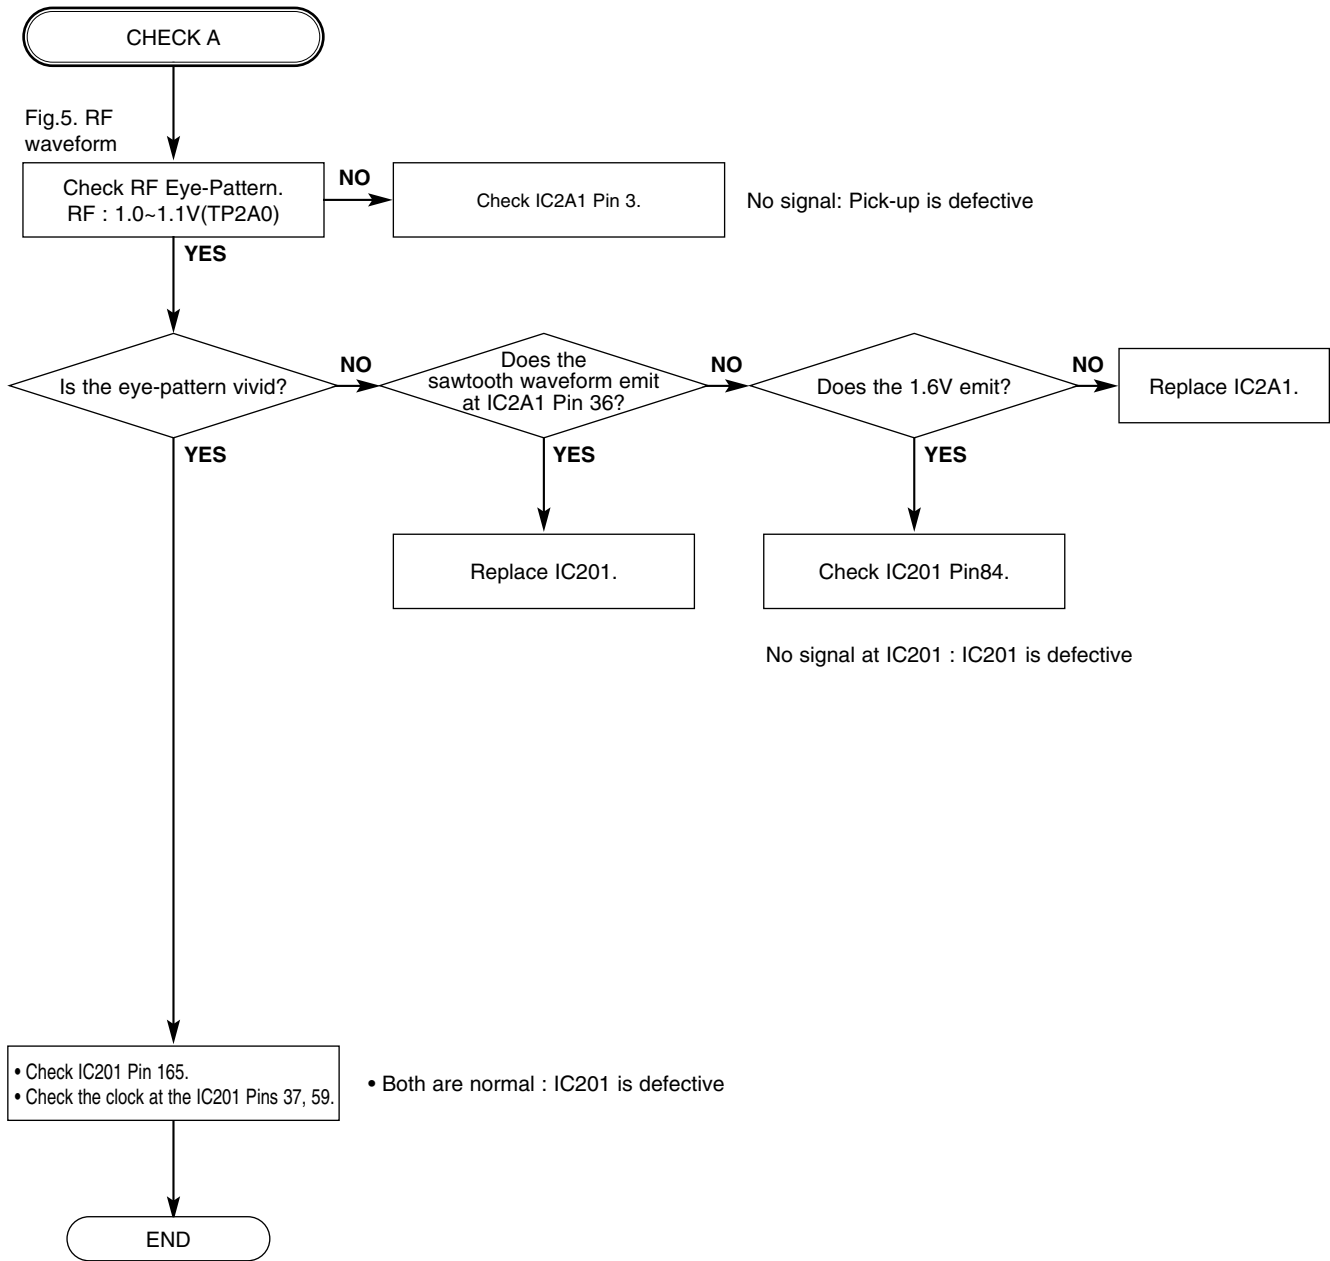 CHECK A
Fig.5. RF
waveform
Check RF Eye-Pattern.
RF : 1.0~1.1V(TP2A0)
NO
Check IC2A1 Pin 3.
No signal: Pick-up is defective
YES
Is the eye-pattern vivid?
NO
Does the
sawtooth waveform emit
at IC2A1 Pin 36?
NO
Does the 1.6V emit?
NO
Replace IC2A1.
YES
YES
YES
Replace IC201.
Check IC201 Pin84.
No signal at IC201 : IC201 is defective
• Check IC201 Pin 165.
• Check the clock at the IC201 Pins 37, 59.
• Both are normal : IC201 is defective
END